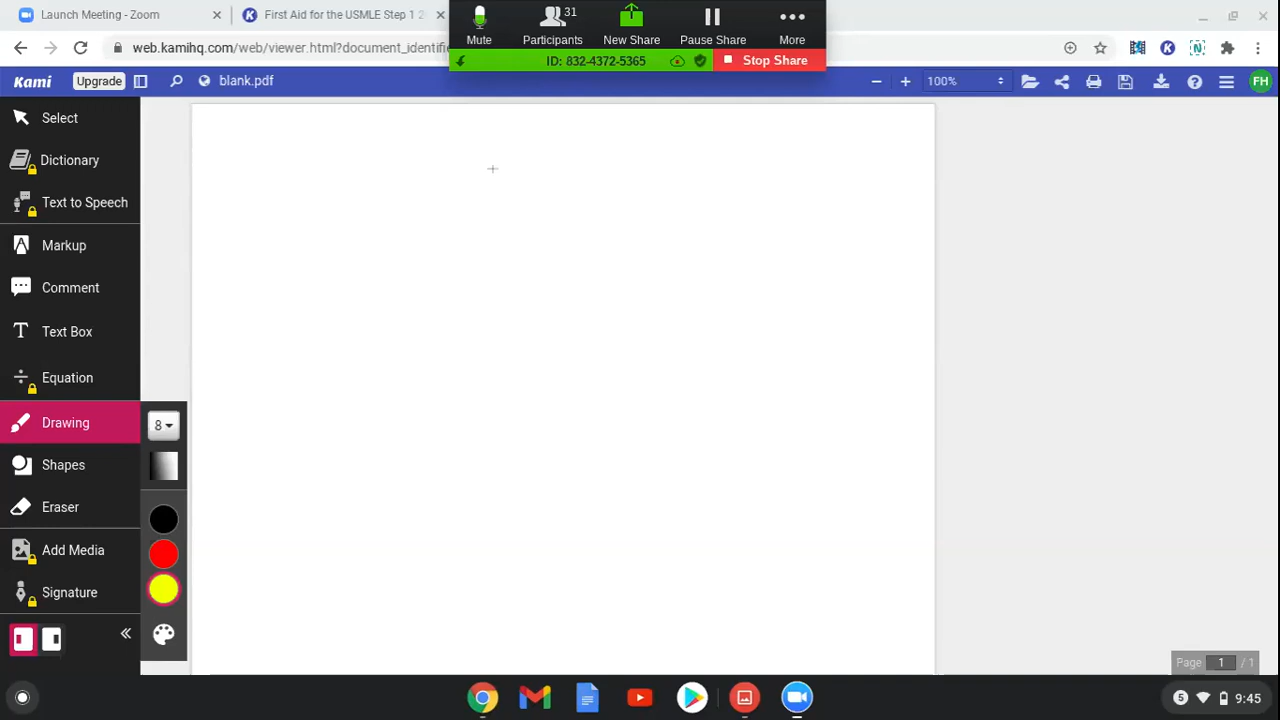 Launch Meeting - Zoom
First Aid for the USMLE Step 1 2
31
Mute
Participants
New Share
Pause Share
More
web.kamihq.com/web/viewer.html?document_identifi
ID: 832-4372-5365
Stop Share
Kami
Upgrade
blank.pdf
100%
FH
Select
Dictionary
Text to Speech
Markup
Comment
Text Box
Equation
Drawing
8
Shapes
Eraser
Add Media
Signature
Page 1 / 1
5
9:45